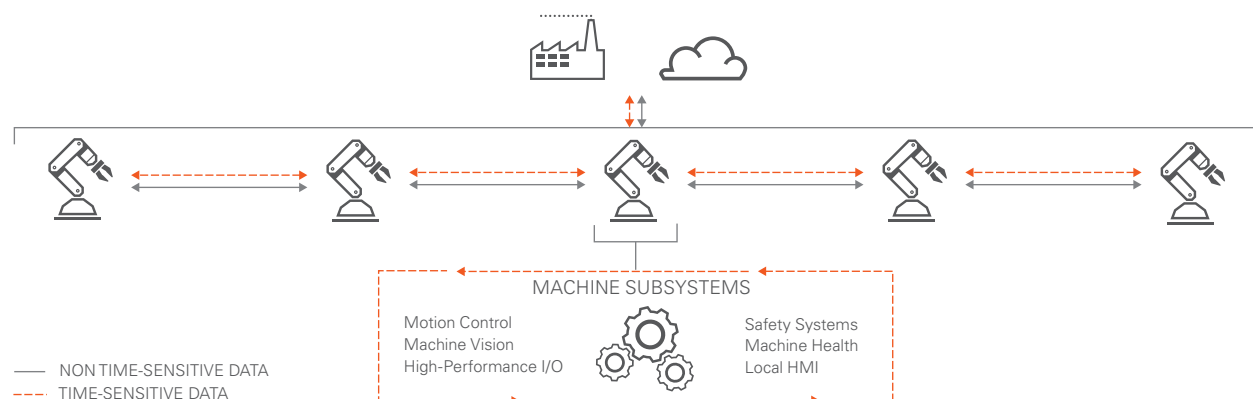 MACHINE SUBSYSTEMS
Motion Control
Machine Vision
High-Performance I/O
Safety Systems
Machine Health
Local HMI
NON TIME-SENSITIVE DATA
TIME-SENSITIVE DATA